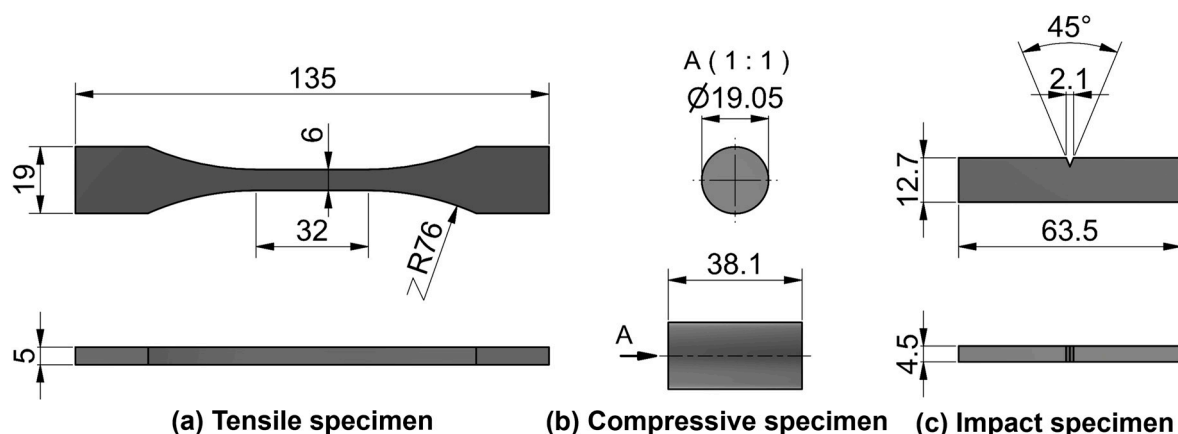 135
19
6
32
R76
5
(a) Tensile specimen
A ( 1 : 1 )
Ø19.05
38.1
A
(b) Compressive specimen
45°
2.1
12.7
63.5
4.5
(c) Impact specimen